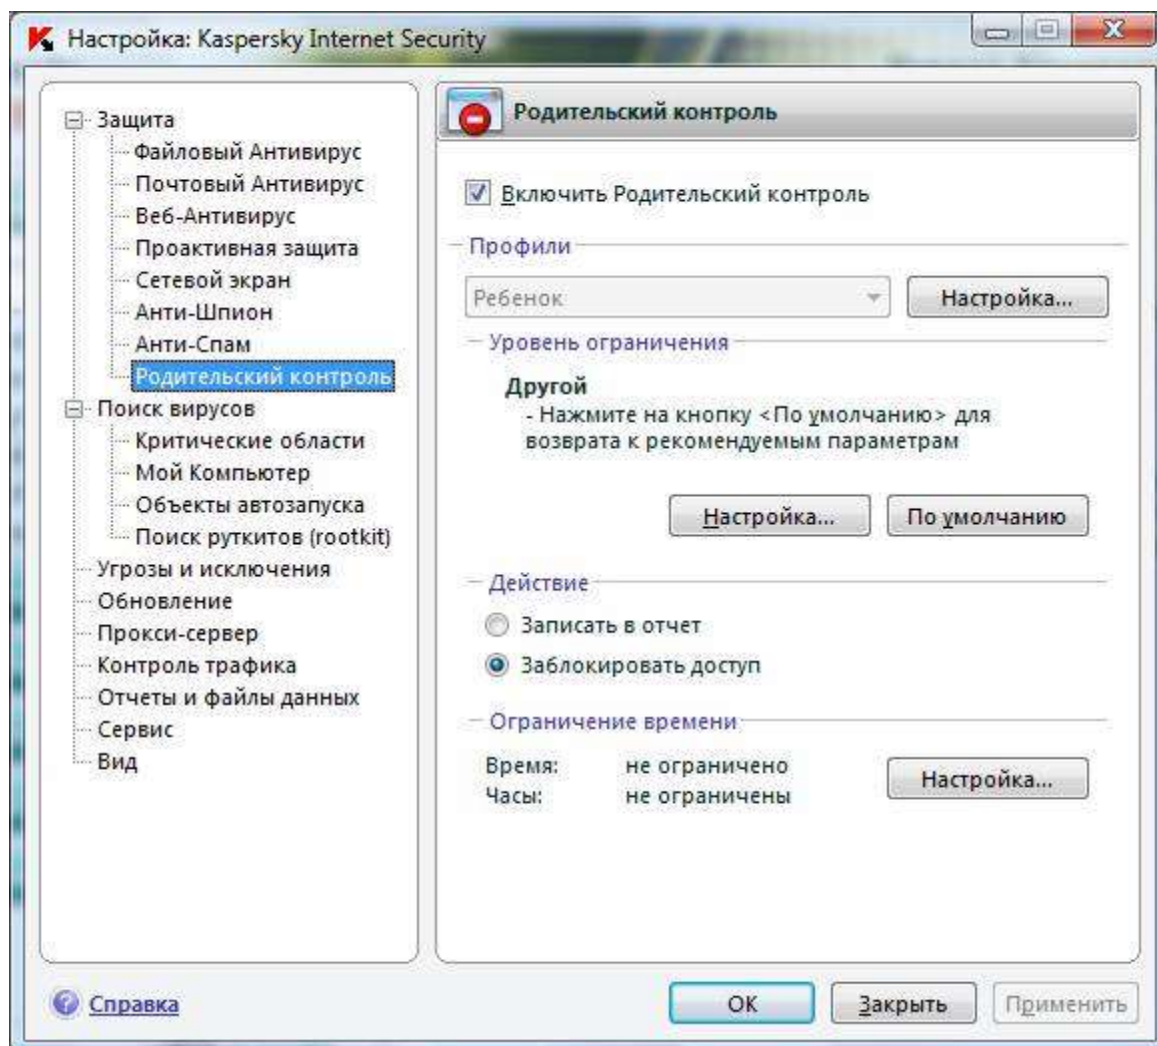 Настройка: Kaspersky Internet Security
Защита
Файловый Антивирус
Почтовый Антивирус
Веб-Антивирус
Проактивная защита
Сетевой экран
Анти-Шпион
Анти-Спам
Родительский контроль
Поиск вирусов
Критические области
Мой Компьютер
Объекты автозапуска
Поиск руткитов (rootkit)
Угрозы и исключения
Обновление
Прокси-сервер
Контроль трафика
Отчеты и файлы данных
Сервис
Вид
Родительский контроль
Включить Родительский контроль
Профили
Ребенок
Настройка...
Уровень ограничения
Другой
- Нажмите на кнопку <По умолчанию> для
возврата к рекомендуемым параметрам
Настройка... По умолчанию
Действие
Записать в отчет
Заблокировать доступ
Ограничение времени
Время: не ограничено
Часы: не ограничены
Настройка...
Справка
ОК Закрыть Применить